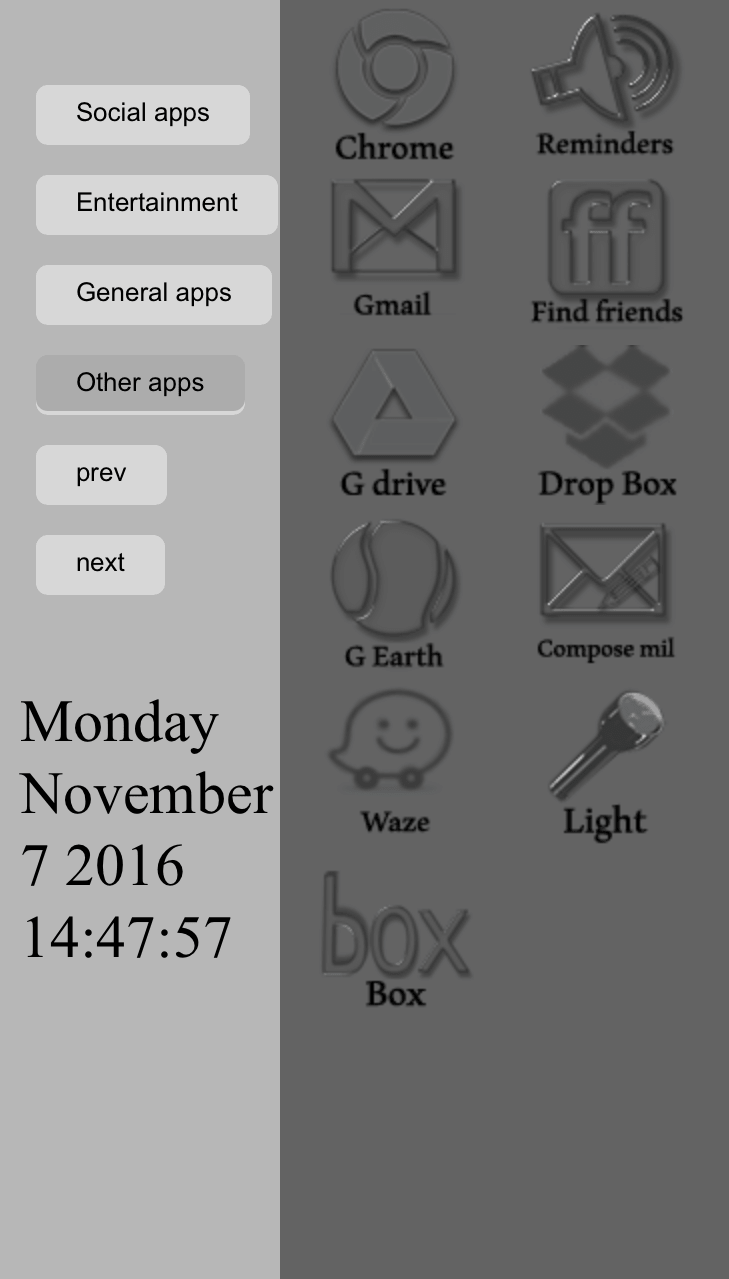 Social apps
Entertainment
General apps
Other apps
prev
next
Monday
November
7 2016
14:47:57
Chrome
Reminders
Gmail
ff
Find friends
G drive
Drop Box
G Earth
Compose mil
Waze
Light
box
Box